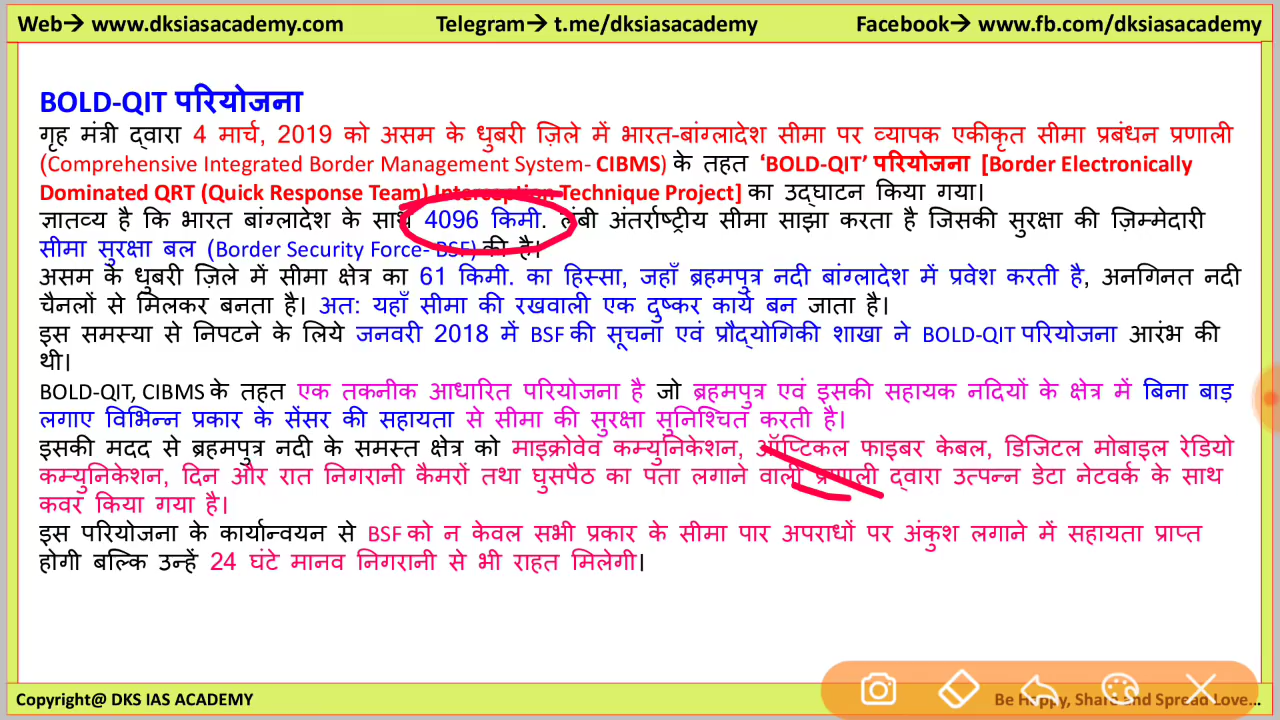 Web→ www.dksiasacademy.com Telegram→ t.me/dksiasacademy Facebook→ www.fb.com/dksiasacademy
BOLD-QIT परियोजना
गृह मंत्री द्वारा 4 मार्च, 2019 को असम के धुबरी ज़िले में भारत-बांग्लादेश सीमा पर व्यापक एकीकृत सीमा प्रबंधन प्रणाली
(Comprehensive Integrated Border Management System- CIBMS) के तहत ‘BOLD-QIT’ परियोजना [Border Electronically
Dominated QRT (Quick Response Team) Interception Technique Project] का उद्घाटन किया गया।
ज्ञातव्य है कि भारत बांग्लादेश के साथ 4096 किमी. लंबी अंतर्राष्ट्रीय सीमा साझा करता है जिसकी सुरक्षा की ज़िम्मेदारी
सीमा सुरक्षा बल (Border Security Force- BSF) की है।
असम के धुबरी ज़िले में सीमा क्षेत्र का 61 किमी. का हिस्सा, जहाँ ब्रह्मपुत्र नदी बांग्लादेश में प्रवेश करती है, अनगिनत नदी
चैनलों से मिलकर बनता है। अत: यहाँ सीमा की रखवाली एक दुष्कर कार्य बन जाता है।
इस समस्या से निपटने के लिये जनवरी 2018 में BSF की सूचना एवं प्रौद्योगिकी शाखा ने BOLD-QIT परियोजना आरंभ की
थी।
BOLD-QIT, CIBMS के तहत एक तकनीक आधारित परियोजना है जो ब्रह्मपुत्र एवं इसकी सहायक नदियों के क्षेत्र में बिना बाड़
लगाए विभिन्न प्रकार के सेंसर की सहायता से सीमा की सुरक्षा सुनिश्चित करती है।
इसकी मदद से ब्रह्मपुत्र नदी के समस्त क्षेत्र को माइक्रोवेव कम्युनिकेशन, ऑप्टिकल फाइबर केबल, डिजिटल मोबाइल रेडियो
कम्युनिकेशन, दिन और रात निगरानी कैमरों तथा घुसपैठ का पता लगाने वाली प्रणाली द्वारा उत्पन्न डेटा नेटवर्क के साथ
कवर किया गया है।
इस परियोजना के कार्यान्वयन से BSF को न केवल सभी प्रकार के सीमा पार अपराधों पर अंकुश लगाने में सहायता प्राप्त
होगी बल्कि उन्हें 24 घंटे मानव निगरानी से भी राहत मिलेगी।
Copyright@ DKS IAS ACADEMY Be Happy, Share and Spread Love...